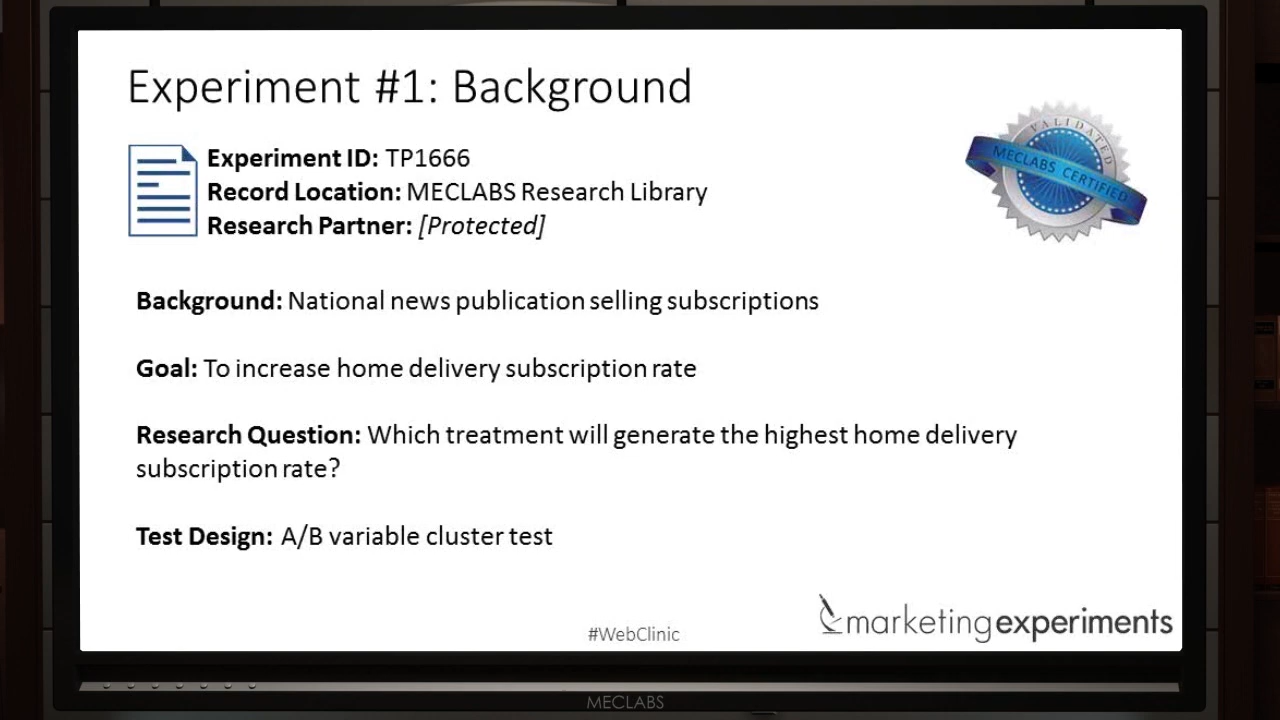 Experiment #1: Background
Experiment ID: TP1666
Record Location: MECLABS Research Library
Research Partner: [Protected]
VALIDATED
MECLABS CERTIFIED
Background: National news publication selling subscriptions
Goal: To increase home delivery subscription rate
Research Question: Which treatment will generate the highest home delivery
subscription rate?
Test Design: A/B variable cluster test
#WebClinic
marketingexperiments
MECLABS